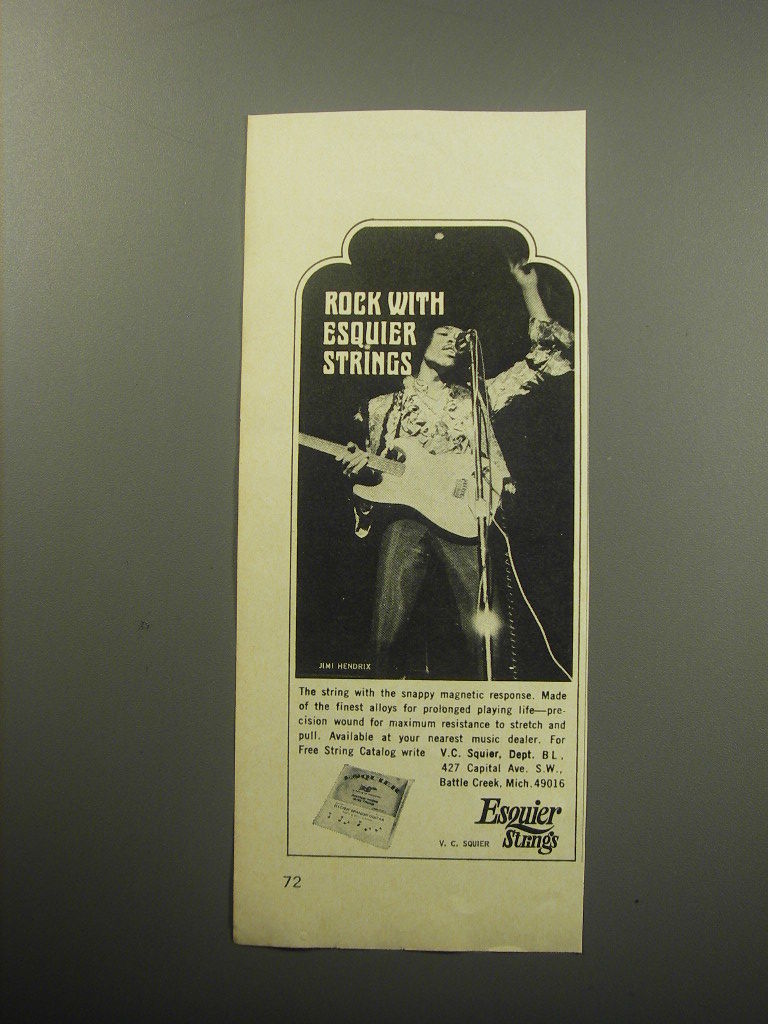 ROCK WITH
ESQUIER
STRINGS
JIMI HENDRIX
The string with the snappy magnetic response. Made
of the finest alloys for prolonged playing life—pre-
cision wound for maximum resistance to stretch and
pull. Available at your nearest music dealer. For
Free String Catalog write V.C. Squier, Dept. BL,
427 Capital Ave. S.W.,
Battle Creek, Mich. 49016
Esquier
Strings
V. C. SQUIER
72